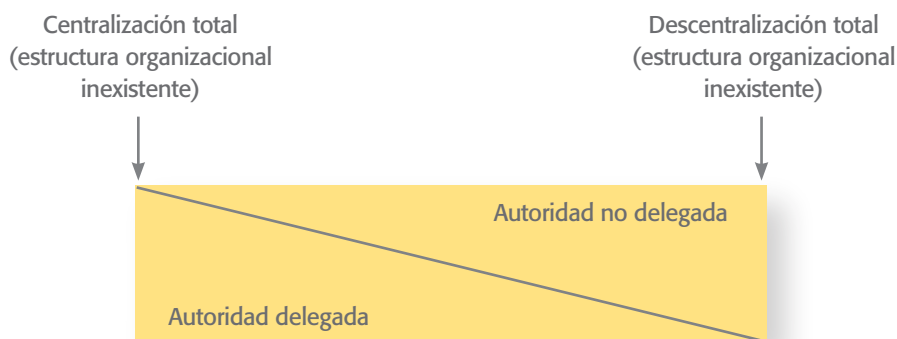 Centralización total
(estructura organizacional
inexistente)
Descentralización total
(estructura organizacional
inexistente)
Autoridad no delegada
Autoridad delegada